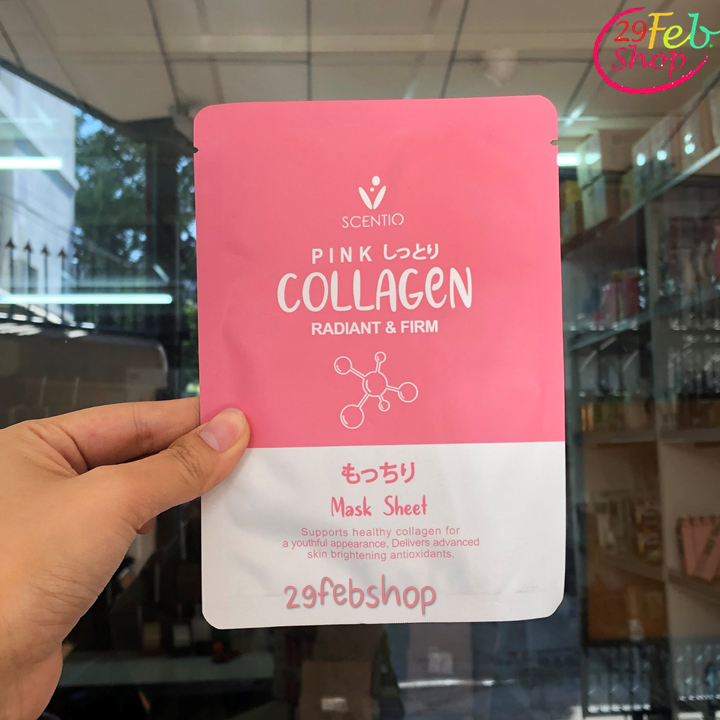 29Feb
Shop
SCENTIO
PINK しっとり
COLLAGEN
RADIANT & FIRM
もっちり
Mask Sheet
Supports healthy collagen for
a youthful appearance. Delivers advanced
skin brightening antioxidants.
29febshop